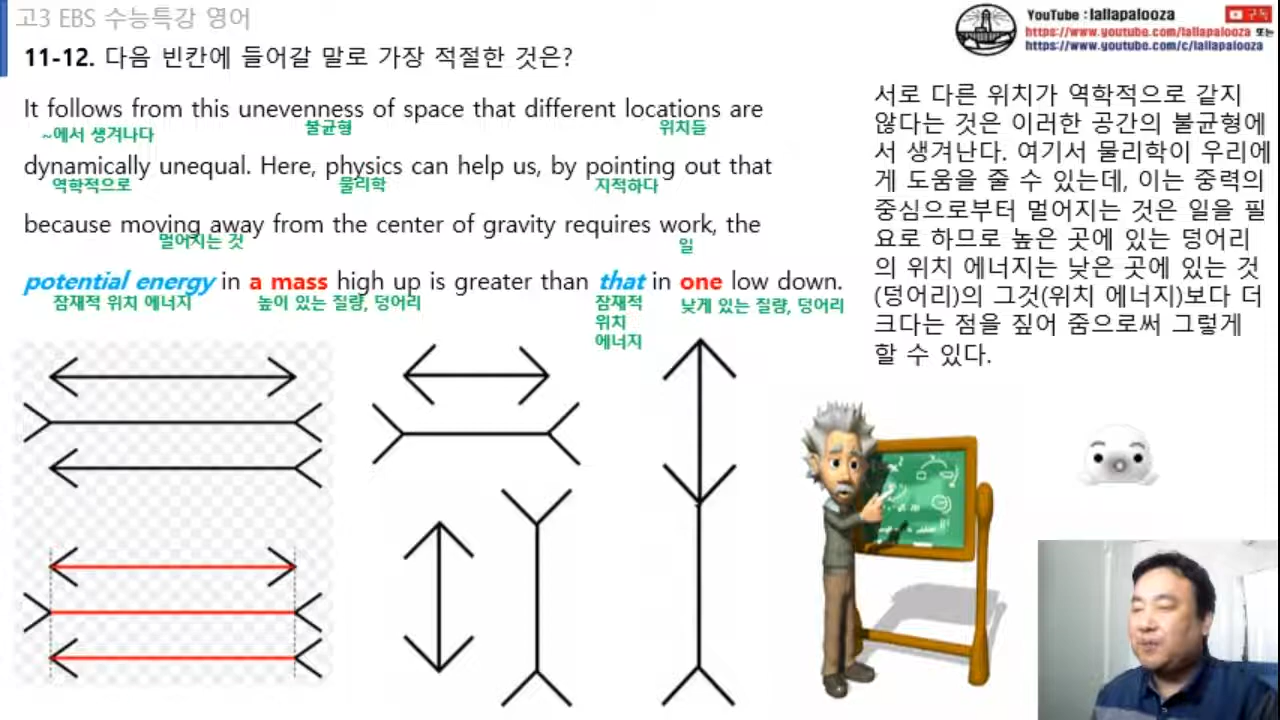 고3 EBS 수능특강 영어
YouTube : lallapalooza
구독
https://www.youtube.com/lallapalooza 또는
https://www.youtube.com/c/lallapalooza
11-12. 다음 빈칸에 들어갈 말로 가장 적절한 것은?
It follows from this unevenness of space that different locations are
~에서 생겨나다 불균형 위치들
dynamically unequal. Here, physics can help us, by pointing out that
역학적으로 물리학 지적하다
because moving away from the center of gravity requires work, the
멀어지는 것 일
potential energy in a mass high up is greater than that in one low down.
잠재적 위치 에너지 높이 있는 질량, 덩어리 잠재적 낮게 있는 질량, 덩어리
위치
에너지
서로 다른 위치가 역학적으로 같지
않다는 것은 이러한 공간의 불균형에
서 생겨난다. 여기서 물리학이 우리에
게 도움을 줄 수 있는데, 이는 중력의
중심으로부터 멀어지는 것은 일을 필
요로 하므로 높은 곳에 있는 덩어리
의 위치 에너지는 낮은 곳에 있는 것
(덩어리)의 그것(위치 에너지)보다 더
크다는 점을 짚어 줌으로써 그렇게
할 수 있다.